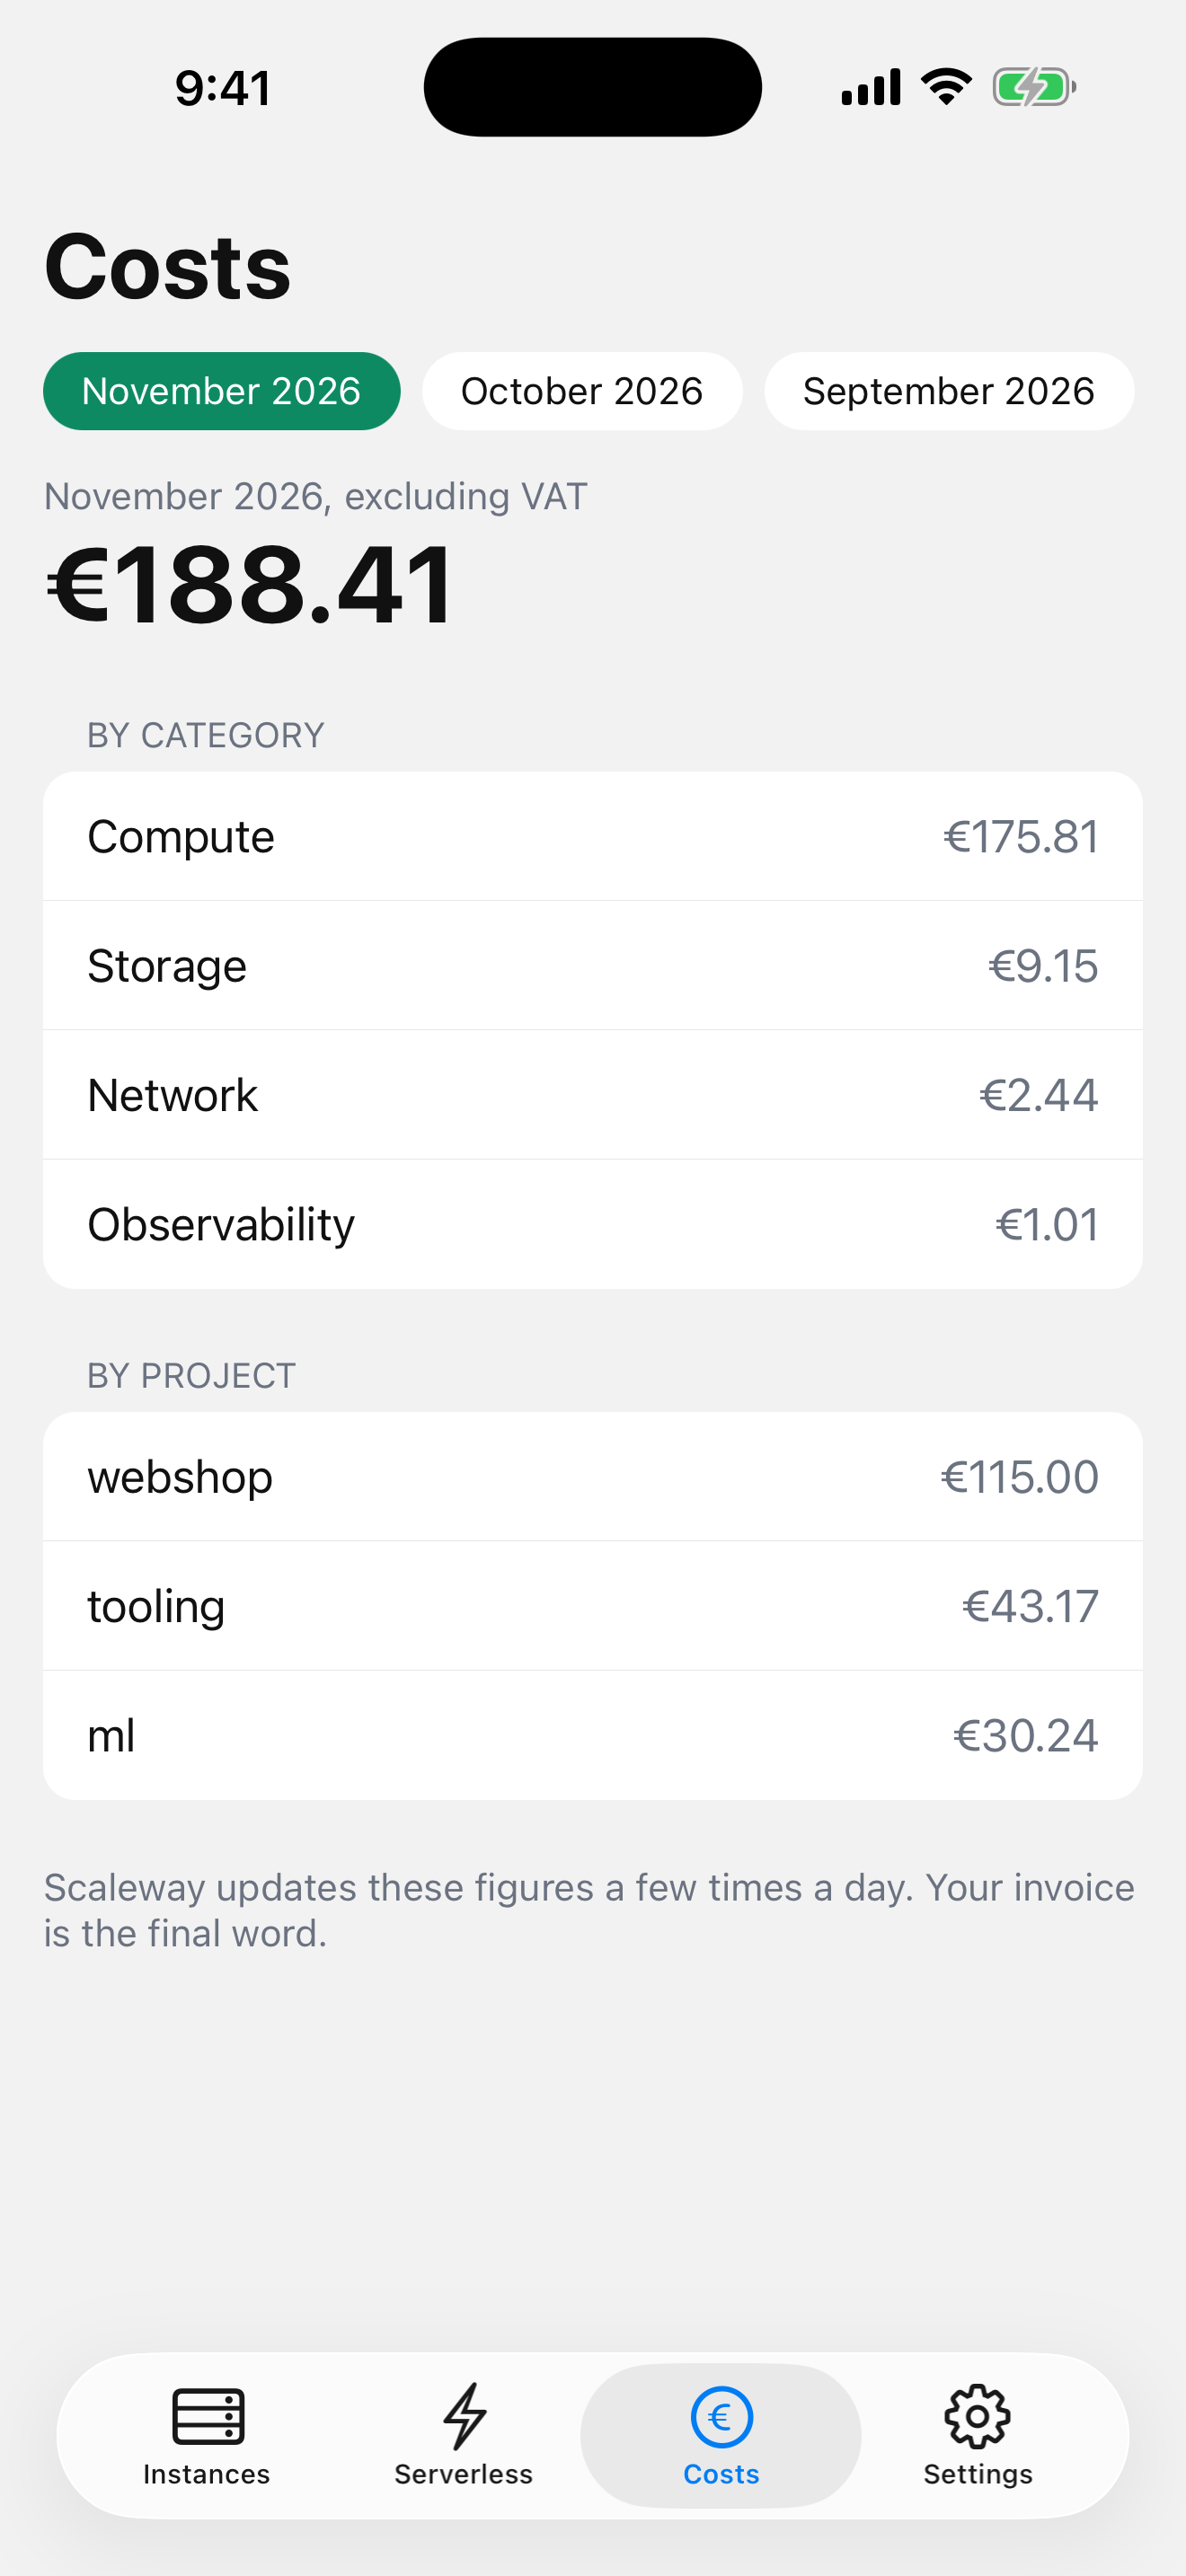 9:41
Costs
November 2026 October 2026 September 2026
November 2026, excluding VAT
€188.41
BY CATEGORY
Compute €175.81
Storage €9.15
Network €2.44
Observability €1.01
BY PROJECT
webshop €115.00
tooling €43.17
ml €30.24
Scaleway updates these figures a few times a day. Your invoice
is the final word.
€
Instances Serverless Costs Settings